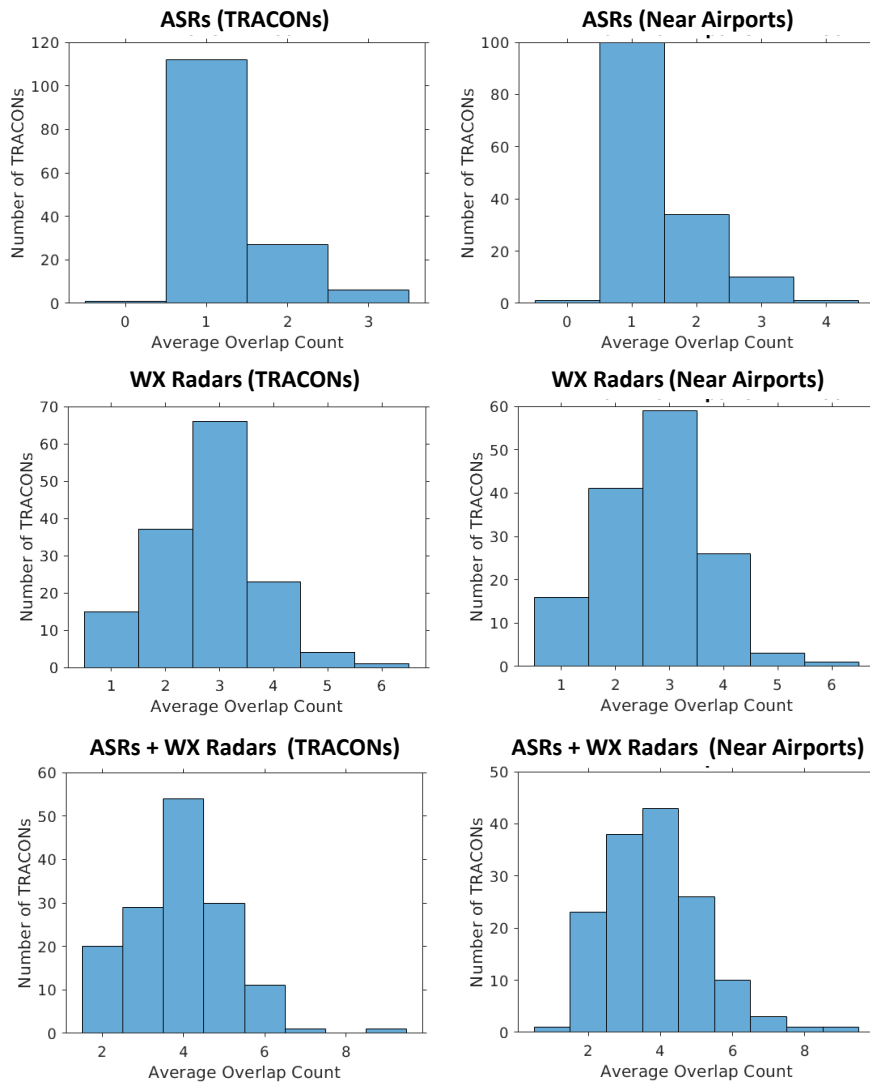 ASRs (TRACONs)
120
100
80
60
40
20
0
Number of TRACONs
0 1 2 3
Average Overlap Count
ASRs (Near Airports)
100
80
60
40
20
0
Number of TRACONs
0 1 2 3 4
Average Overlap Count
WX Radars (TRACONs)
70
60
50
40
30
20
10
0
Number of TRACONs
1 2 3 4 5 6
Average Overlap Count
WX Radars (Near Airports)
60
50
40
30
20
10
0
Number of TRACONs
1 2 3 4 5 6
Average Overlap Count
ASRs + WX Radars (TRACONs)
60
50
40
30
20
10
0
Number of TRACONs
2 4 6 8
Average Overlap Count
ASRs + WX Radars (Near Airports)
50
40
30
20
10
0
Number of TRACONs
2 4 6 8
Average Overlap Count